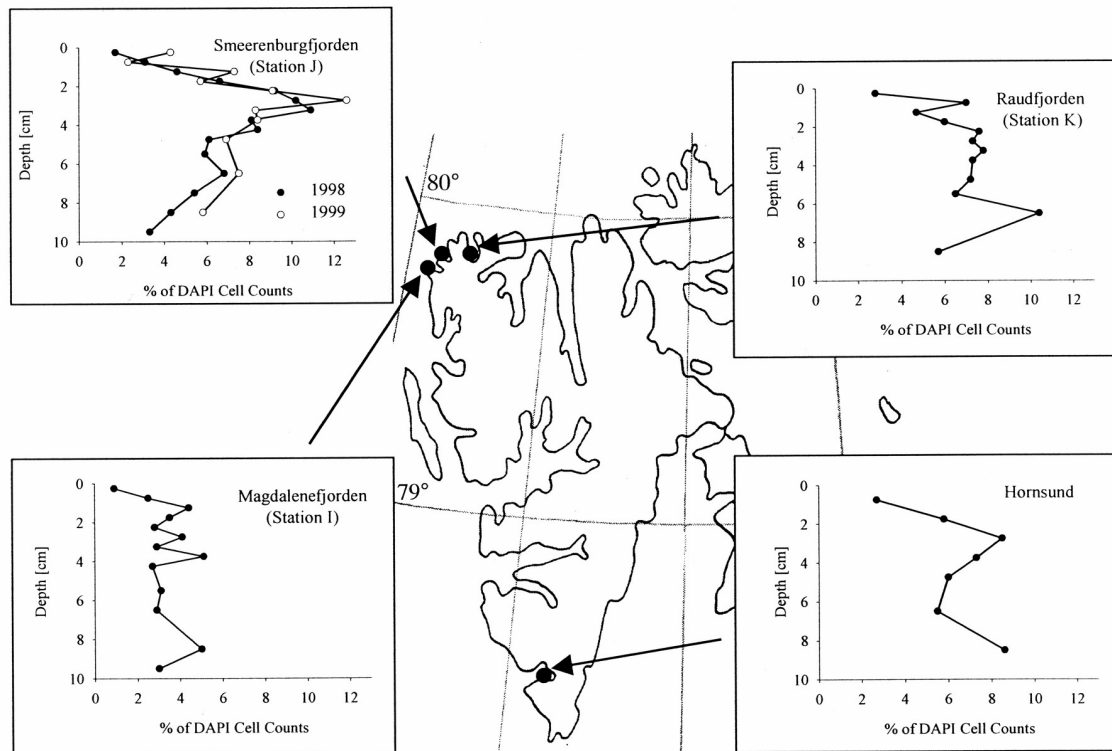 Smeerenburgfjorden
(Station J)
0
2
4
6
8
10
Depth [cm]
1998
1999
0 2 4 6 8 10 12
% of DAPI Cell Counts
Raudfjorden
(Station K)
0
2
4
6
8
10
Depth [cm]
0 2 4 6 8 10 12
% of DAPI Cell Counts
80°
79°
Magdalenefjorden
(Station I)
0
2
4
6
8
10
Depth [cm]
0 2 4 6 8 10 12
% of DAPI Cell Counts
Hornsund
0
2
4
6
8
10
Depth [cm]
0 2 4 6 8 10 12
% of DAPI Cell Counts